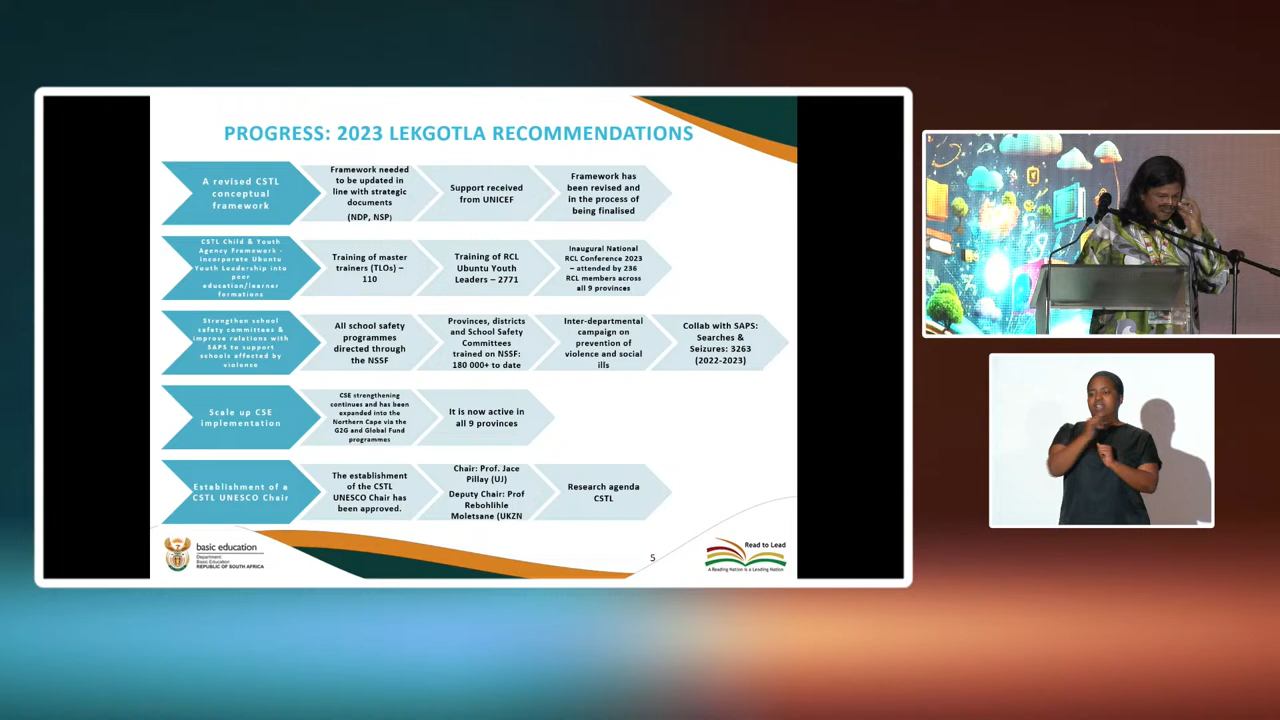 PROGRESS: 2023 LEKGOTLA RECOMMENDATIONS
A revised CSTL
conceptual
framework
Framework needed
to be updated in
line with strategic
documents
(NDP, NSP)
Support received
from UNICEF
Framework has
been revised and
in the process of
being finalised
CSTL Child & Youth
Agency Framework -
incorporate Ubuntu
Youth Leadership into
peer
education/learner
formations
Training of master
trainers (TLOs) –
110
Training of RCL
Ubuntu Youth
Leaders – 2771
Inaugural National
RCL Conference 2023
– attended by 236
RCL members across
all 9 provinces
Strengthen school
safety committees &
improve relations with
SAPS to support
schools affected by
violence
All school safety
programmes
directed through
the NSSF
Provinces, districts
and School Safety
Committees
trained on NSSF:
180 000+ to date
Inter-departmental
campaign on
prevention of
violence and social
ills
Collab with SAPS:
Searches &
Seizures: 3263
(2022-2023)
Scale up CSE
implementation
CSE strengthening
continues and has been
expanded into the
Northern Cape via the
G2G and Global Fund
programmes
It is now active in
all 9 provinces
Establishment of a
CSTL UNESCO Chair
The establishment
of the CSTL
UNESCO Chair has
been approved.
Chair: Prof. Jace
Pillay (UJ)
Deputy Chair: Prof
Rebohlihle
Moletsane (UKZN
Research agenda
CSTL
basic education
Department:
Basic Education
REPUBLIC OF SOUTH AFRICA
5
Read to Lead
A Reading Nation is a Leading Nation